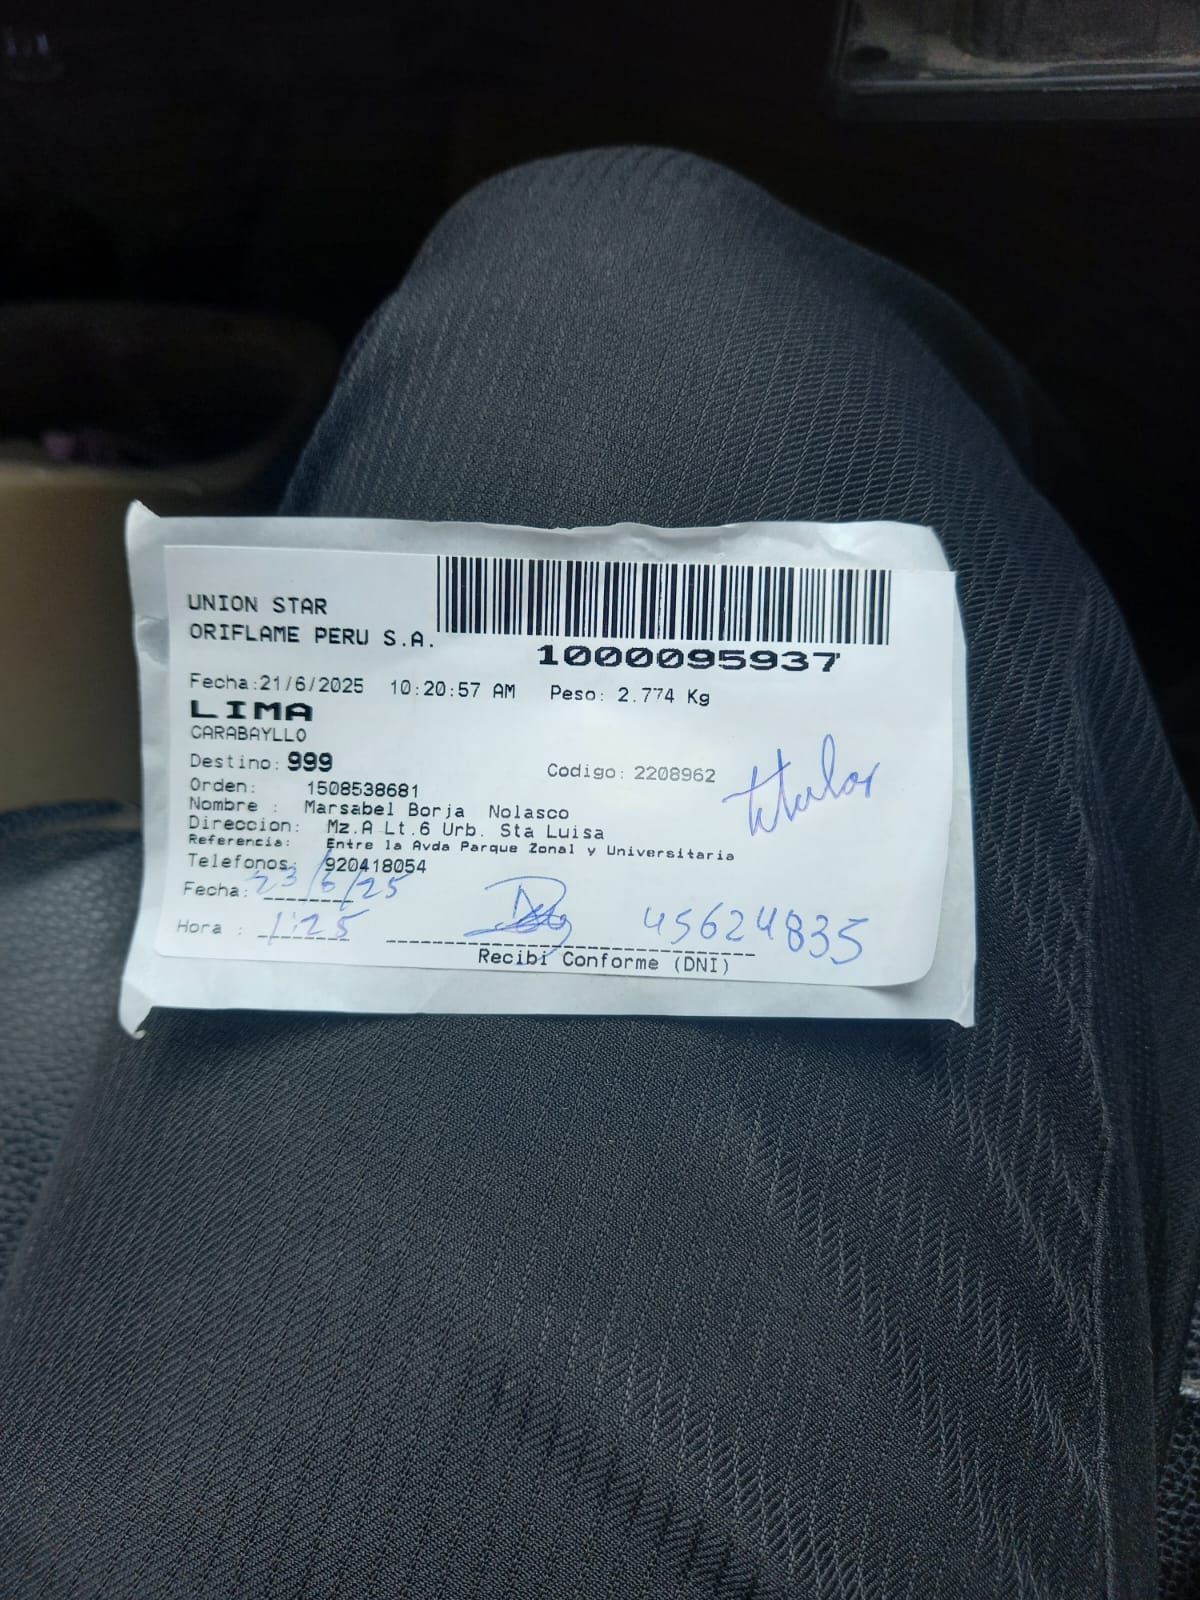 UNION STAR
ORIFLAME PERU S.A.
1000095937
Fecha:21/6/2025 10:20:57 AM Peso: 2.774 Kg
LIMA
CARABAYLLO
Destino: 999
Codigo: 2208962
titular
Orden: 1508538681
Nombre : Marsabel Borja Nolasco
Direccion: Mz.A Lt.6 Urb. Sta Luisa
Referencia: Entre la Avda Parque Zonal y Universitaria
Telefonos: 920418054
Fecha: 23/6/25
Hora : 1:25
45624835
Recibi Conforme (DNI)